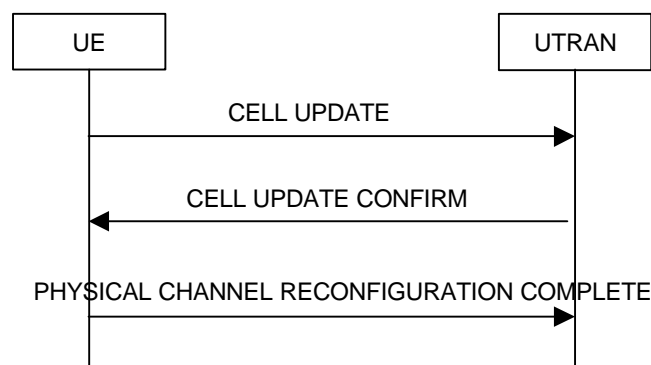 UE
UTRAN
CELL UPDATE
CELL UPDATE CONFIRM
PHYSICAL CHANNEL RECONFIGURATION COMPLETE